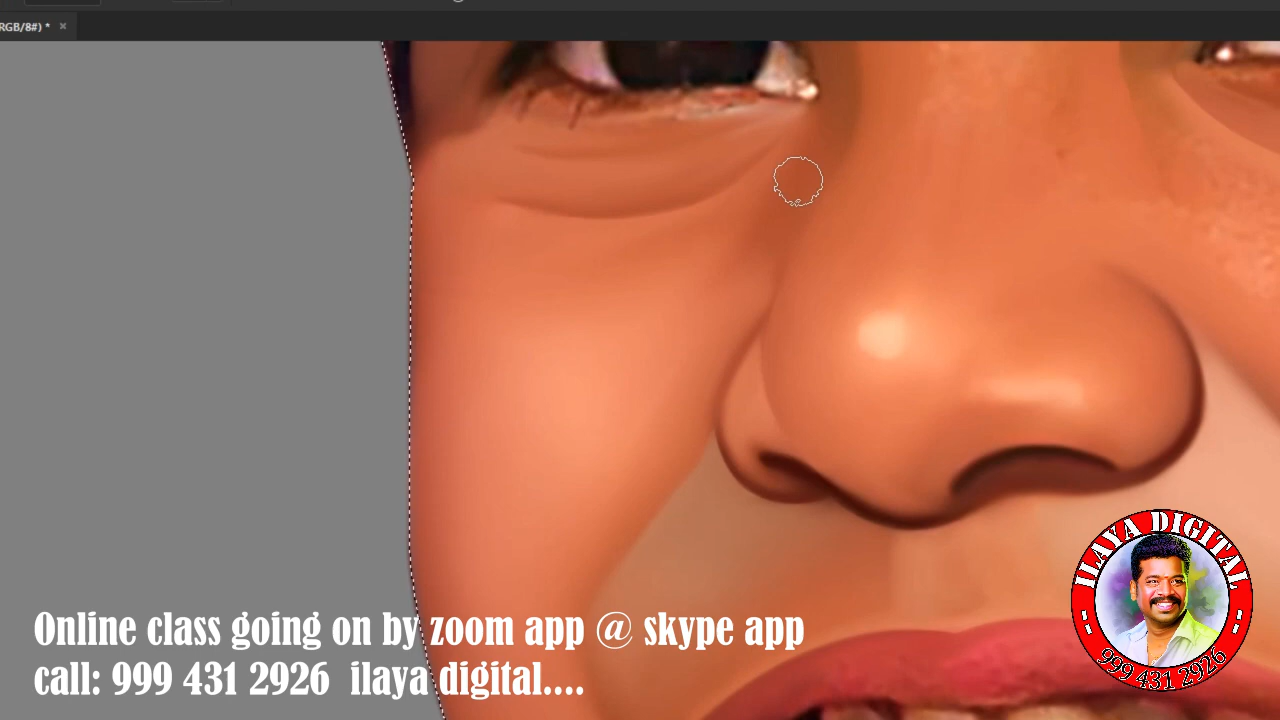 RGB/8#) *
Online class going on by zoom app @ skype app
call: 999 431 2926 ilaya digital....
ILAYA DIGITAL
999 431 2926